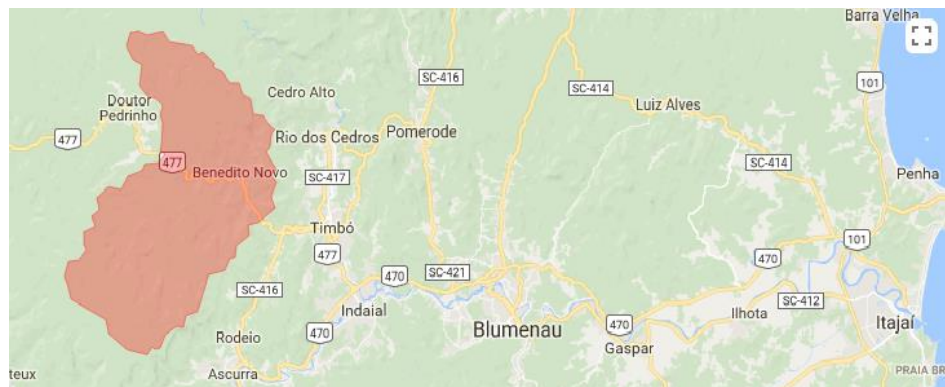 Barra Velha
101
SC-416
Cedro Alto
SC-414
Doutor
Pedrinho
Luiz Alves
477
Rio dos Cedros
Pomerode
477
Benedito Novo
SC-417
SC-414
Penha
Timbó
477
101
470
SC-421
470
SC-416
Indaial
SC-412
Ilhota
Itajaí
470
Blumenau
470
Rodeio
Gaspar
Ascurra
teux
PRAIA BR